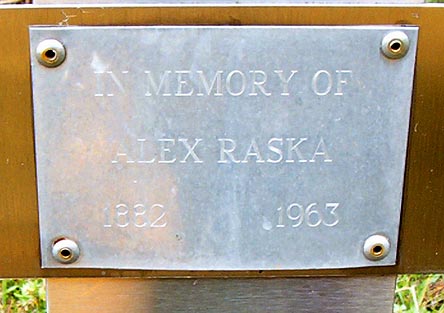 IN MEMORY OF
ALEX RASKA
1882 1963